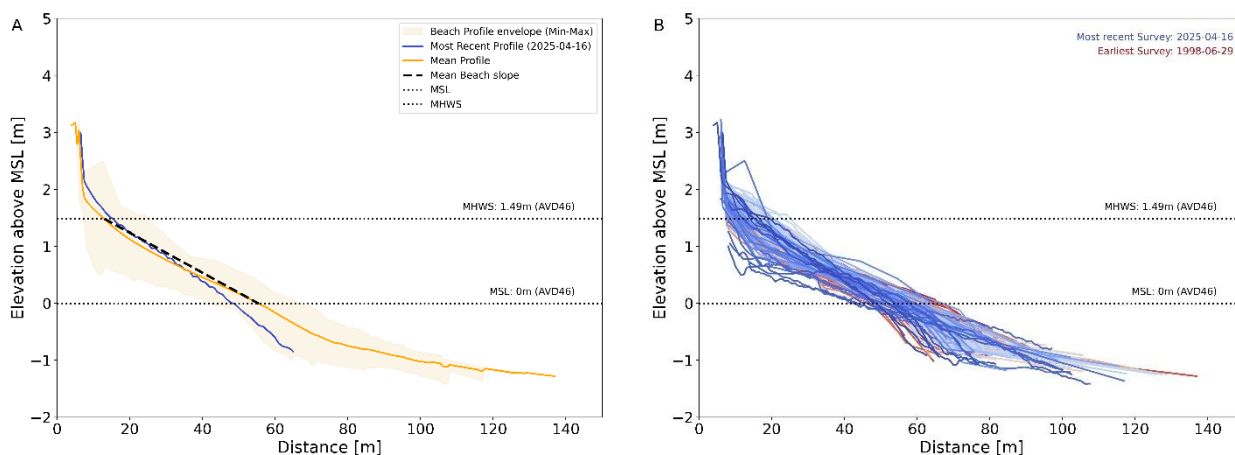 A
Elevation above MSL [m]
5
4
3
2
1
0
−1
−2
Beach Profile envelope (Min-Max)
Most Recent Profile (2025-04-16)
Mean Profile
Mean Beach slope
MSL
MHWS
MHWS: 1.49m (AVD46)
MSL: 0m (AVD46)
0 20 40 60 80 100 120 140
Distance [m]
B
Elevation above MSL [m]
5
4
3
2
1
0
−1
−2
Most recent Survey: 2025-04-16
Earliest Survey: 1998-06-29
MHWS: 1.49m (AVD46)
MSL: 0m (AVD46)
0 20 40 60 80 100 120 140
Distance [m]